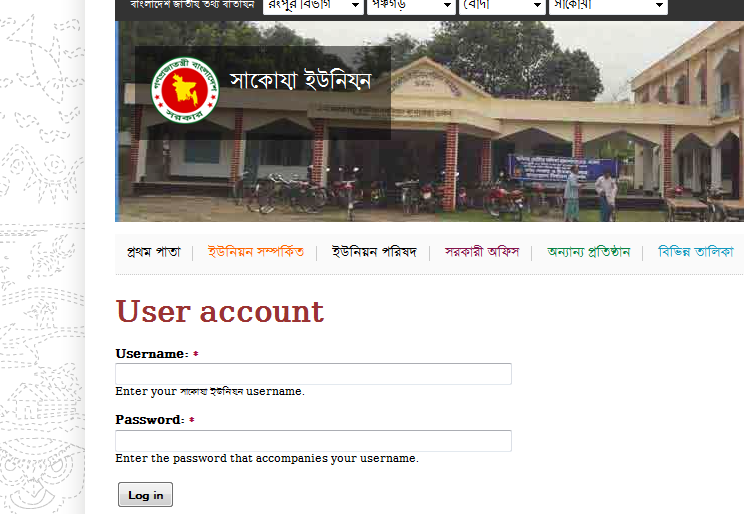 বাংলাদেশ জাতীয় তথ্য বাতায়ন রংপুর বিভাগ পঞ্চগড় বোদা সাকোয়া
গণপ্রজাতন্ত্রী বাংলাদেশ
সরকার
সাকোয়া ইউনিয়ন
প্রথম পাতা ইউনিয়ন সম্পর্কিত ইউনিয়ন পরিষদ সরকারী অফিস অন্যান্য প্রতিষ্ঠান বিভিন্ন তালিকা
User account
Username: *
Enter your সাকোয়া ইউনিয়ন username.
Password: *
Enter the password that accompanies your username.
Log in